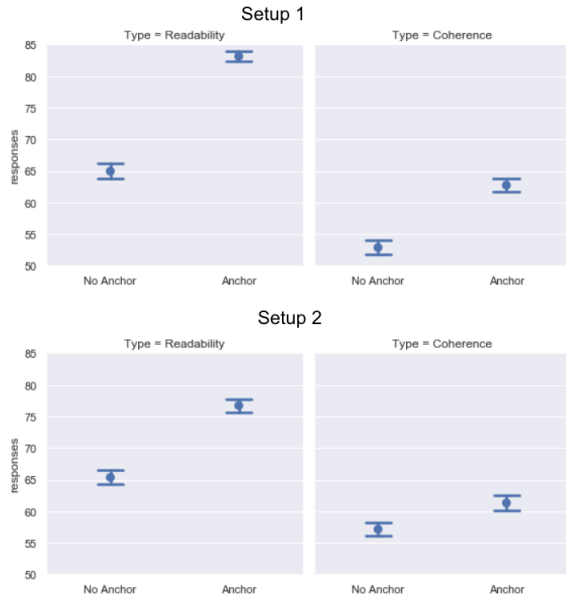 Setup 1
Type = Readability
Type = Coherence
85
80
75
70
65
60
55
50
responses
No Anchor
Anchor
No Anchor
Anchor
Setup 2
Type = Readability
Type = Coherence
85
80
75
70
65
60
55
50
responses
No Anchor
Anchor
No Anchor
Anchor